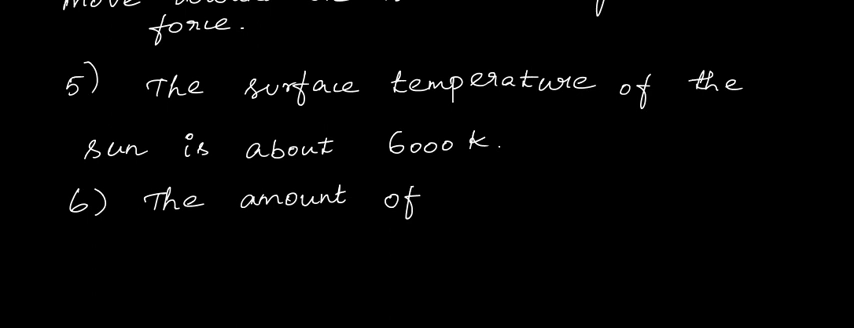 force.
5) The surface temperature of the
sun is about 6000 K.
6) The amount of